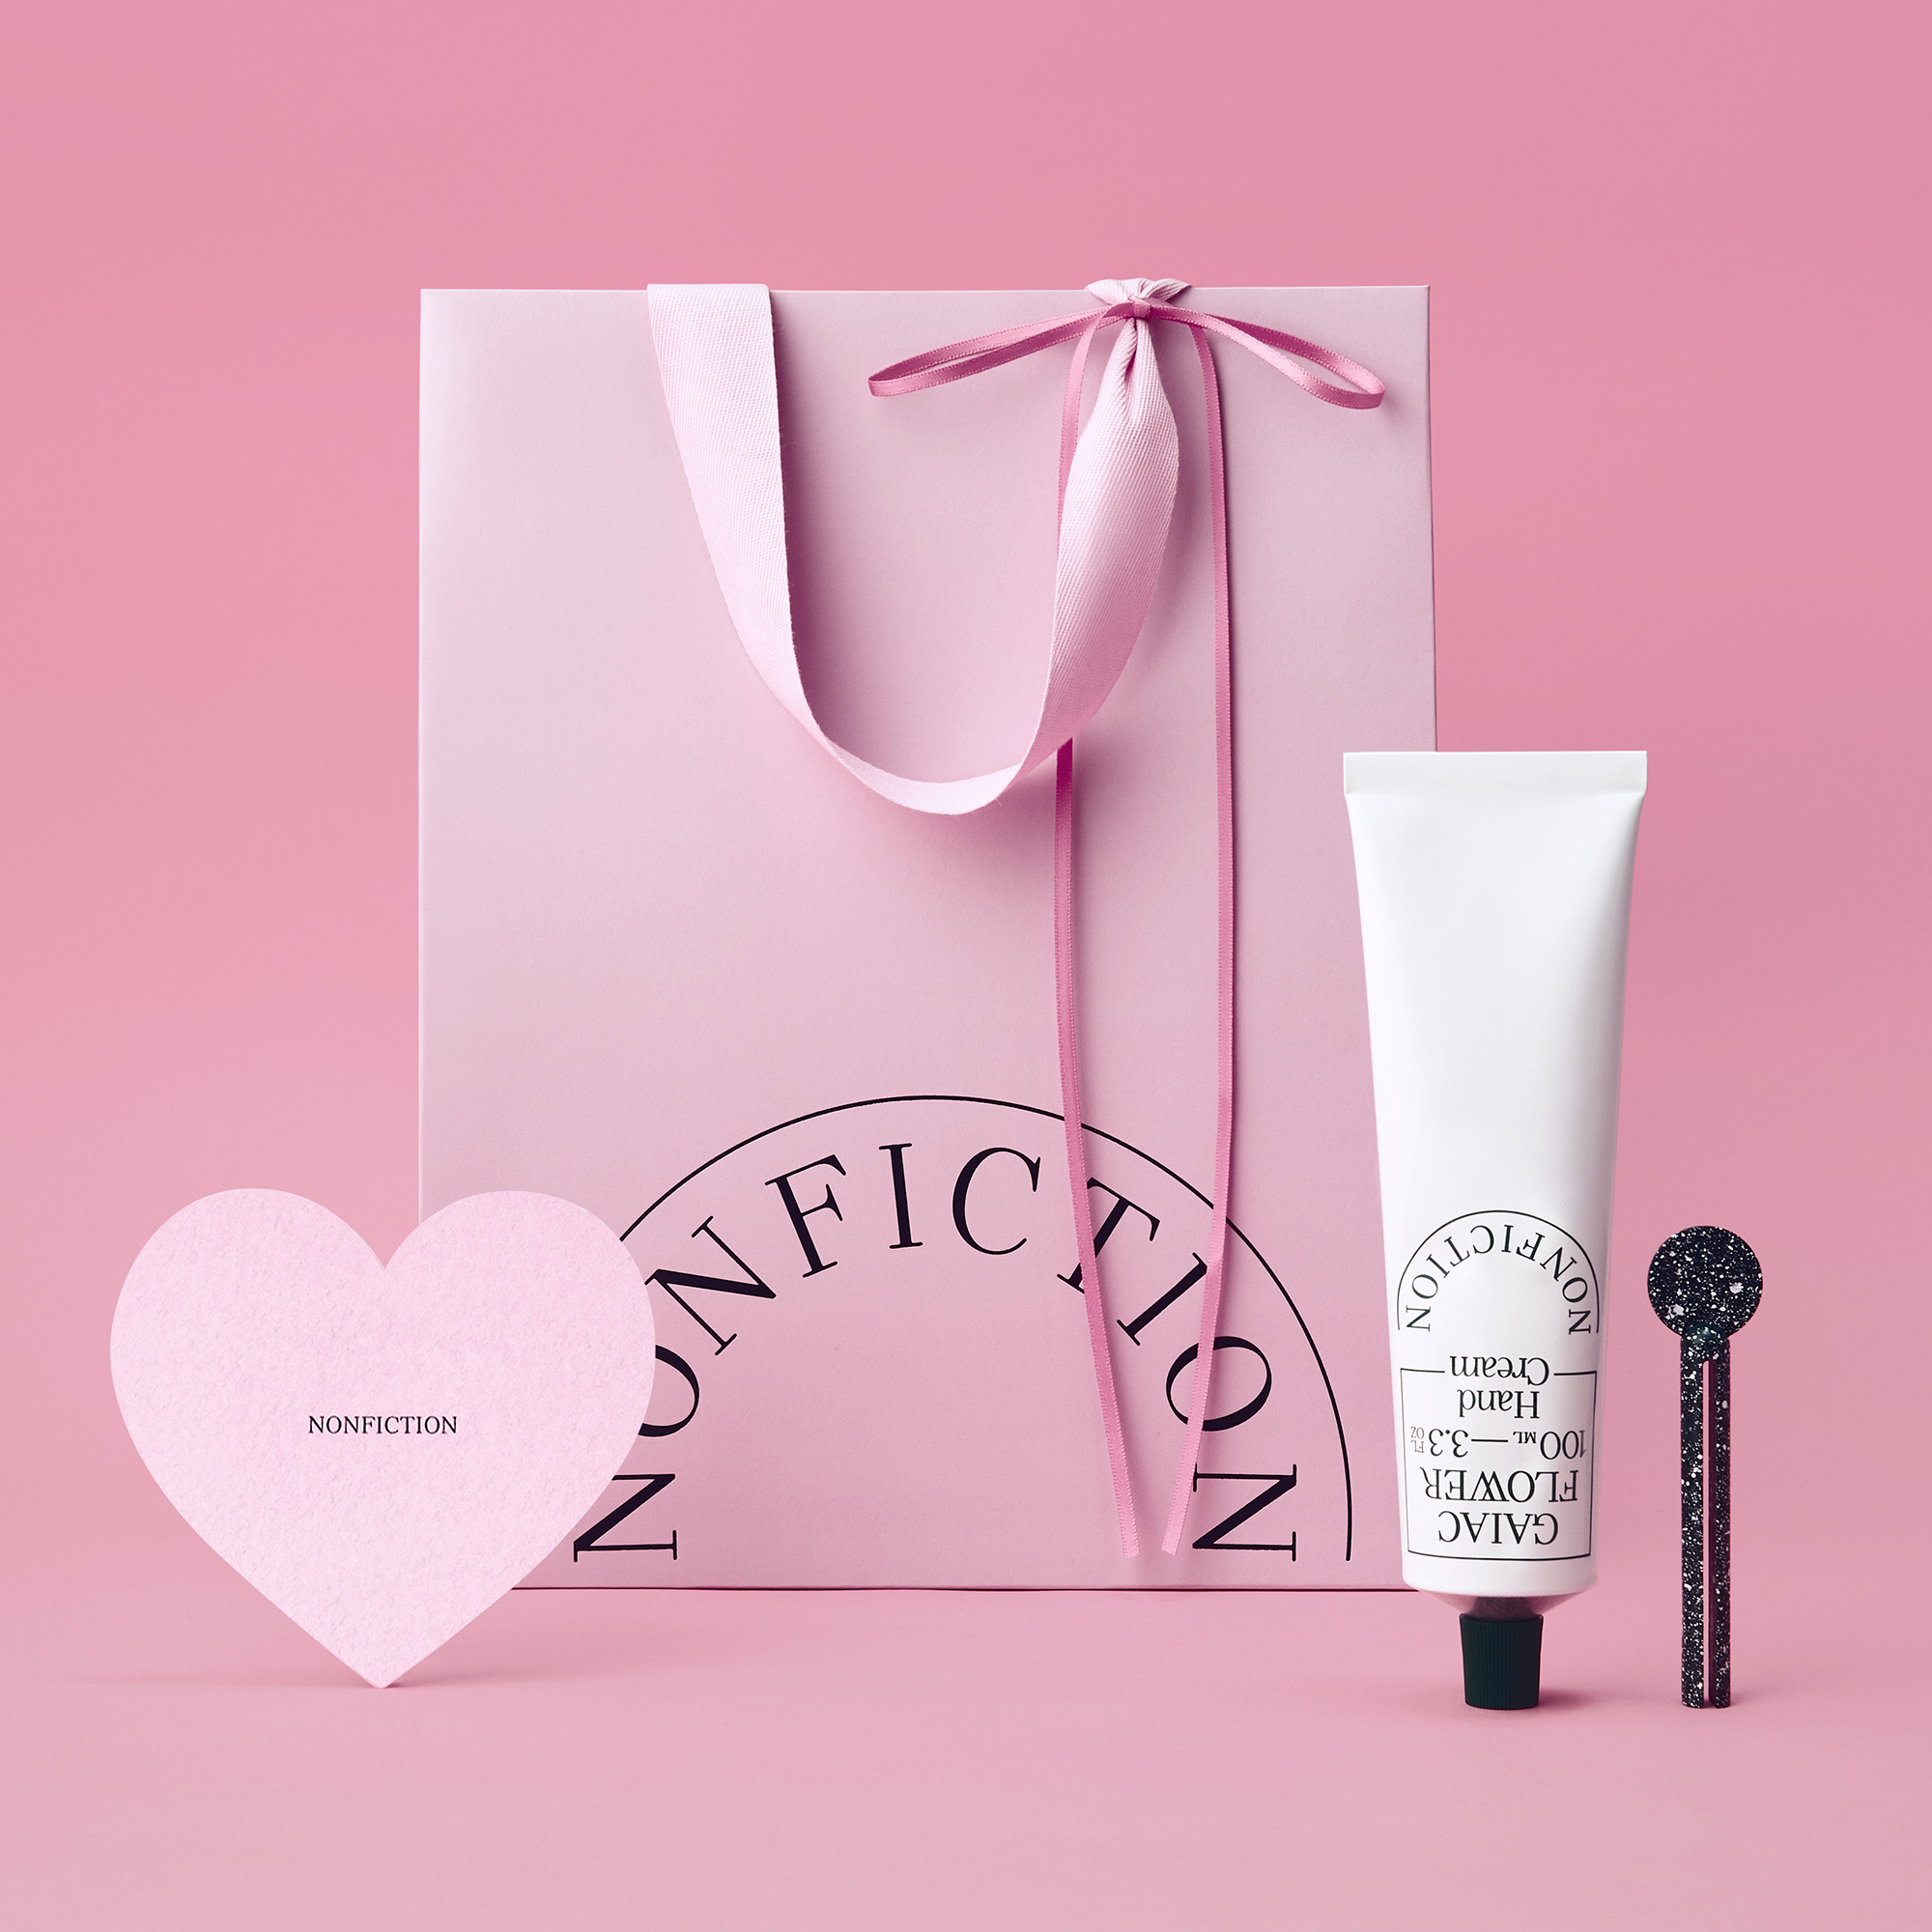 NONFICTION
NONFICTION
NONFICTION
Cream
Hand
100 ML — 3.3 FL OZ
FLOWER
GAIAC